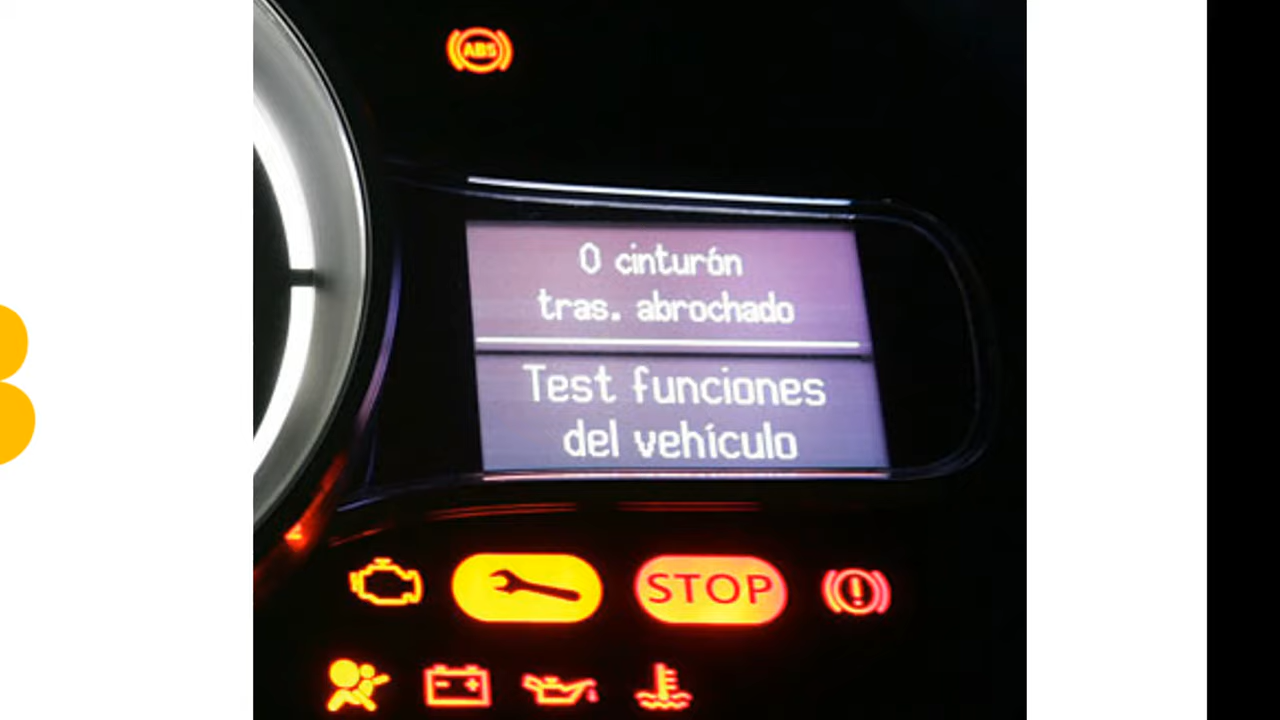 ABS
0 cinturón
tras. abrochado
Test funciones
del vehículo
STOP